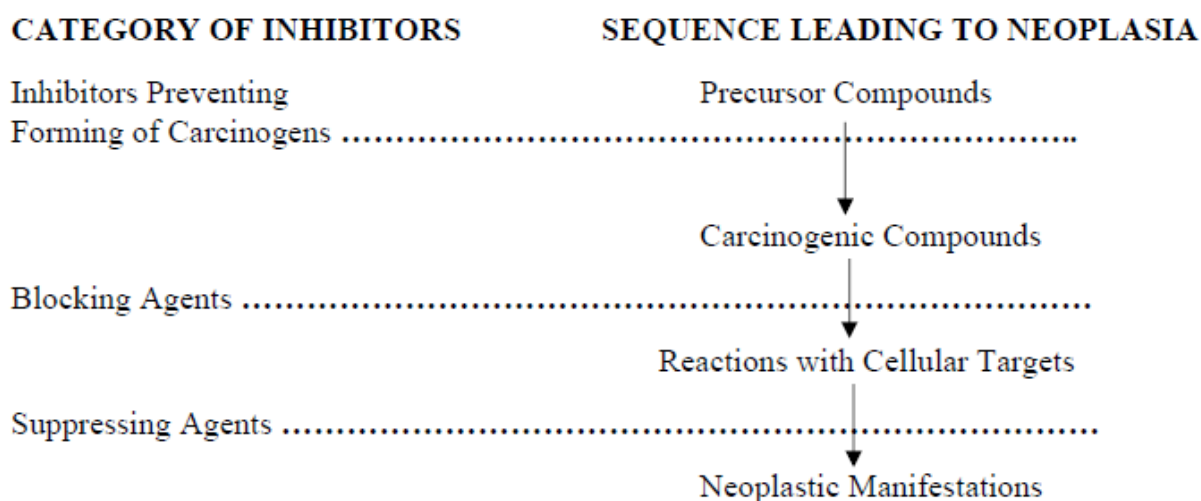 CATEGORY OF INHIBITORS SEQUENCE LEADING TO NEOPLASIA
Inhibitors Preventing Precursor Compounds
Forming of Carcinogens ………………………………………………………………..
Carcinogenic Compounds
Blocking Agents ……………………………………………………………………………
Reactions with Cellular Targets
Suppressing Agents …………………………………………………………………………
Neoplastic Manifestations